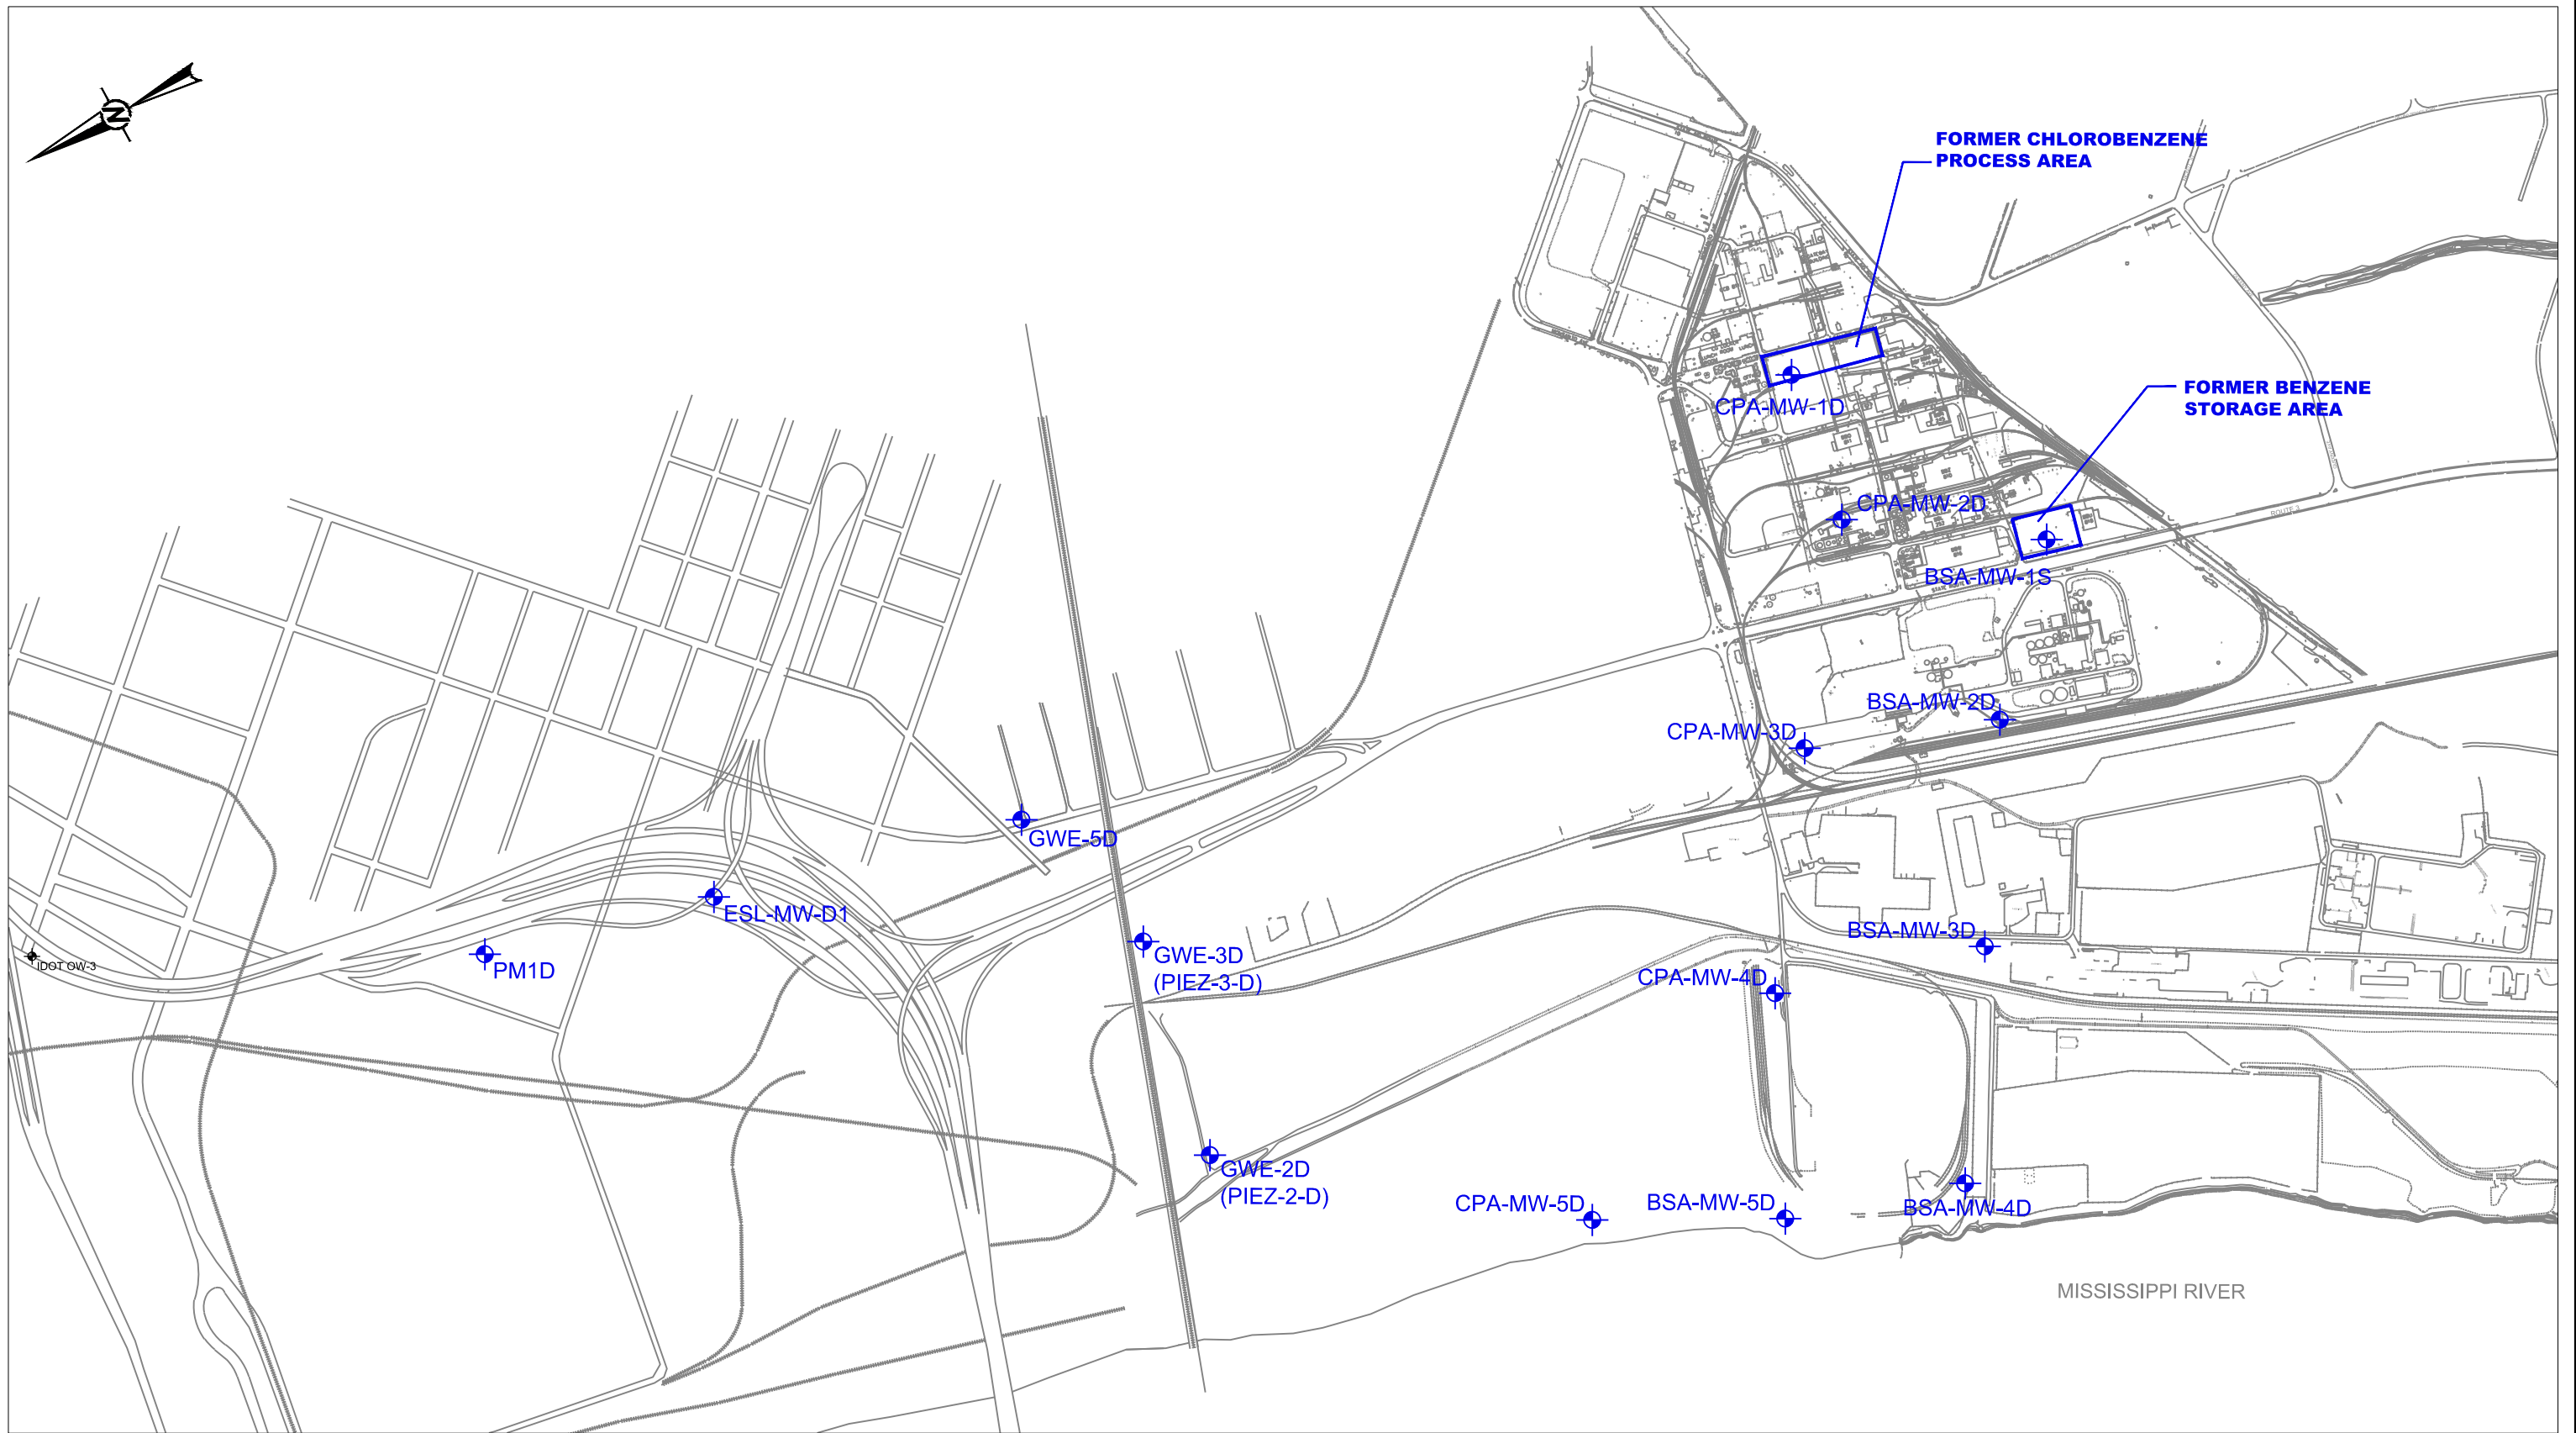 N
FORMER CHLOROBENZENE
PROCESS AREA
FORMER BENZENE
STORAGE AREA
CPA-MW-1D
CPA-MW-2D
ROUTE 3
BSA-MW-1S
BSA-MW-2D
CPA-MW-3D
GWE-5D
ESL-MW-D1
BSA-MW-3D
GWE-3D
(PIEZ-3-D)
IDOT OW-3
PM1D
CPA-MW-4D
GWE-2D
(PIEZ-2-D)
CPA-MW-5D
BSA-MW-5D
BSA-MW-4D
MISSISSIPPI RIVER